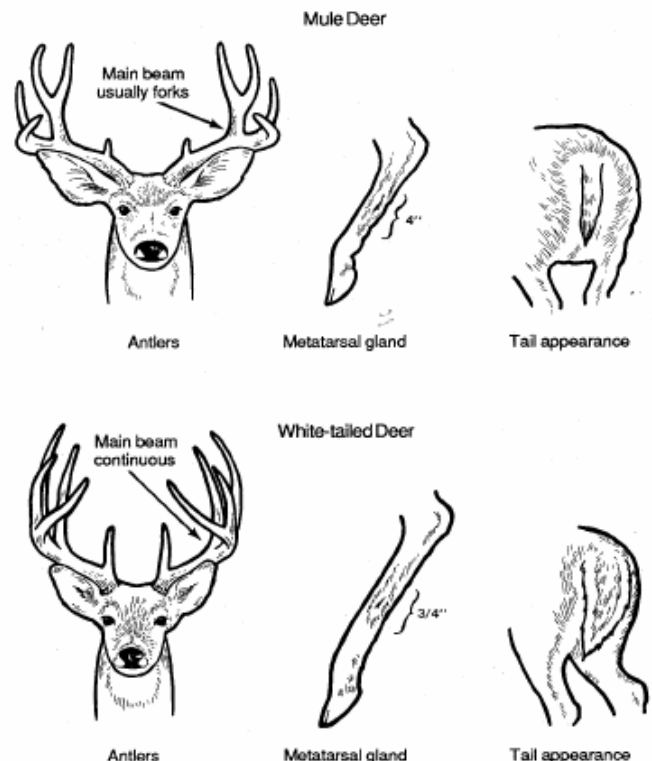 Mule Deer
Main beam
usually forks
4"
Antlers
Metatarsal gland
Tail appearance
White-tailed Deer
Main beam
continuous
3/4"
Antlers
Metatarsal gland
Tail appearance